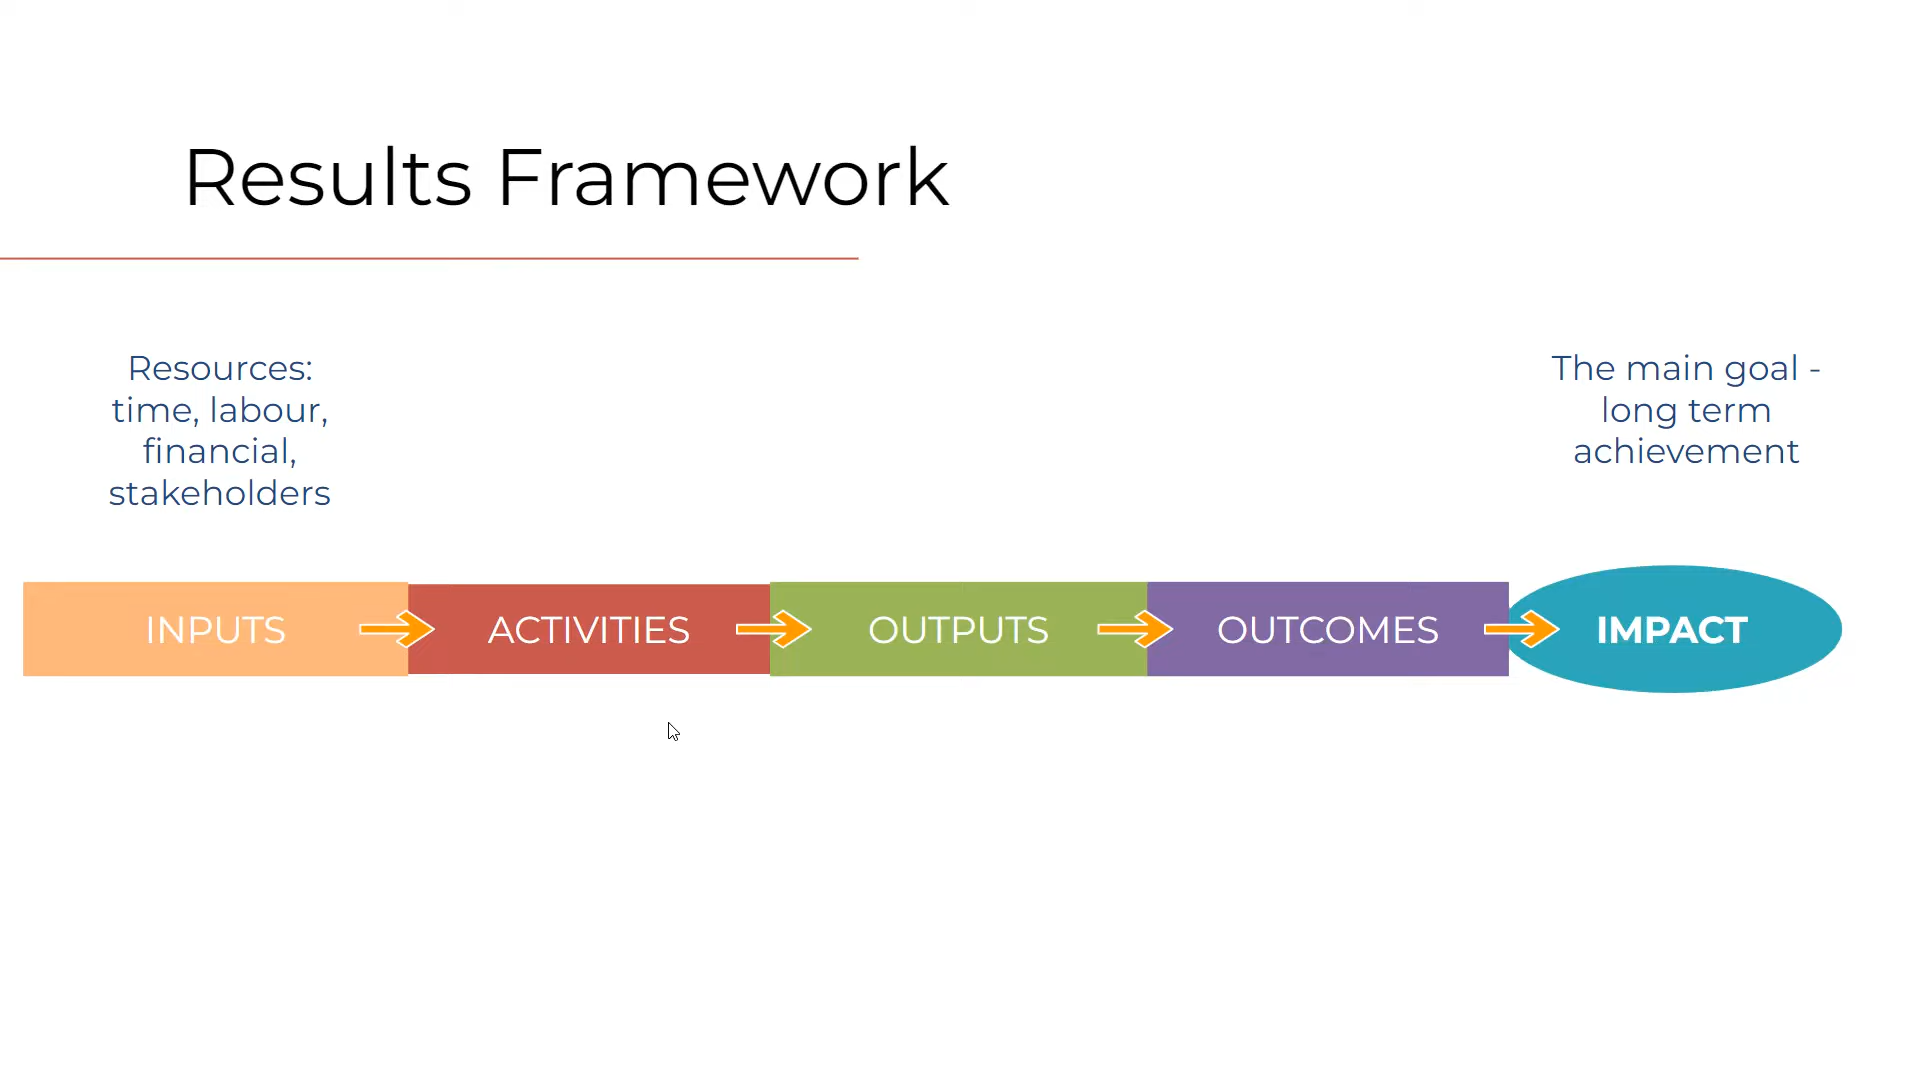 Results Framework
Resources:
time, labour,
financial,
stakeholders
The main goal -
long term
achievement
INPUTS
ACTIVITIES
OUTPUTS
OUTCOMES
IMPACT